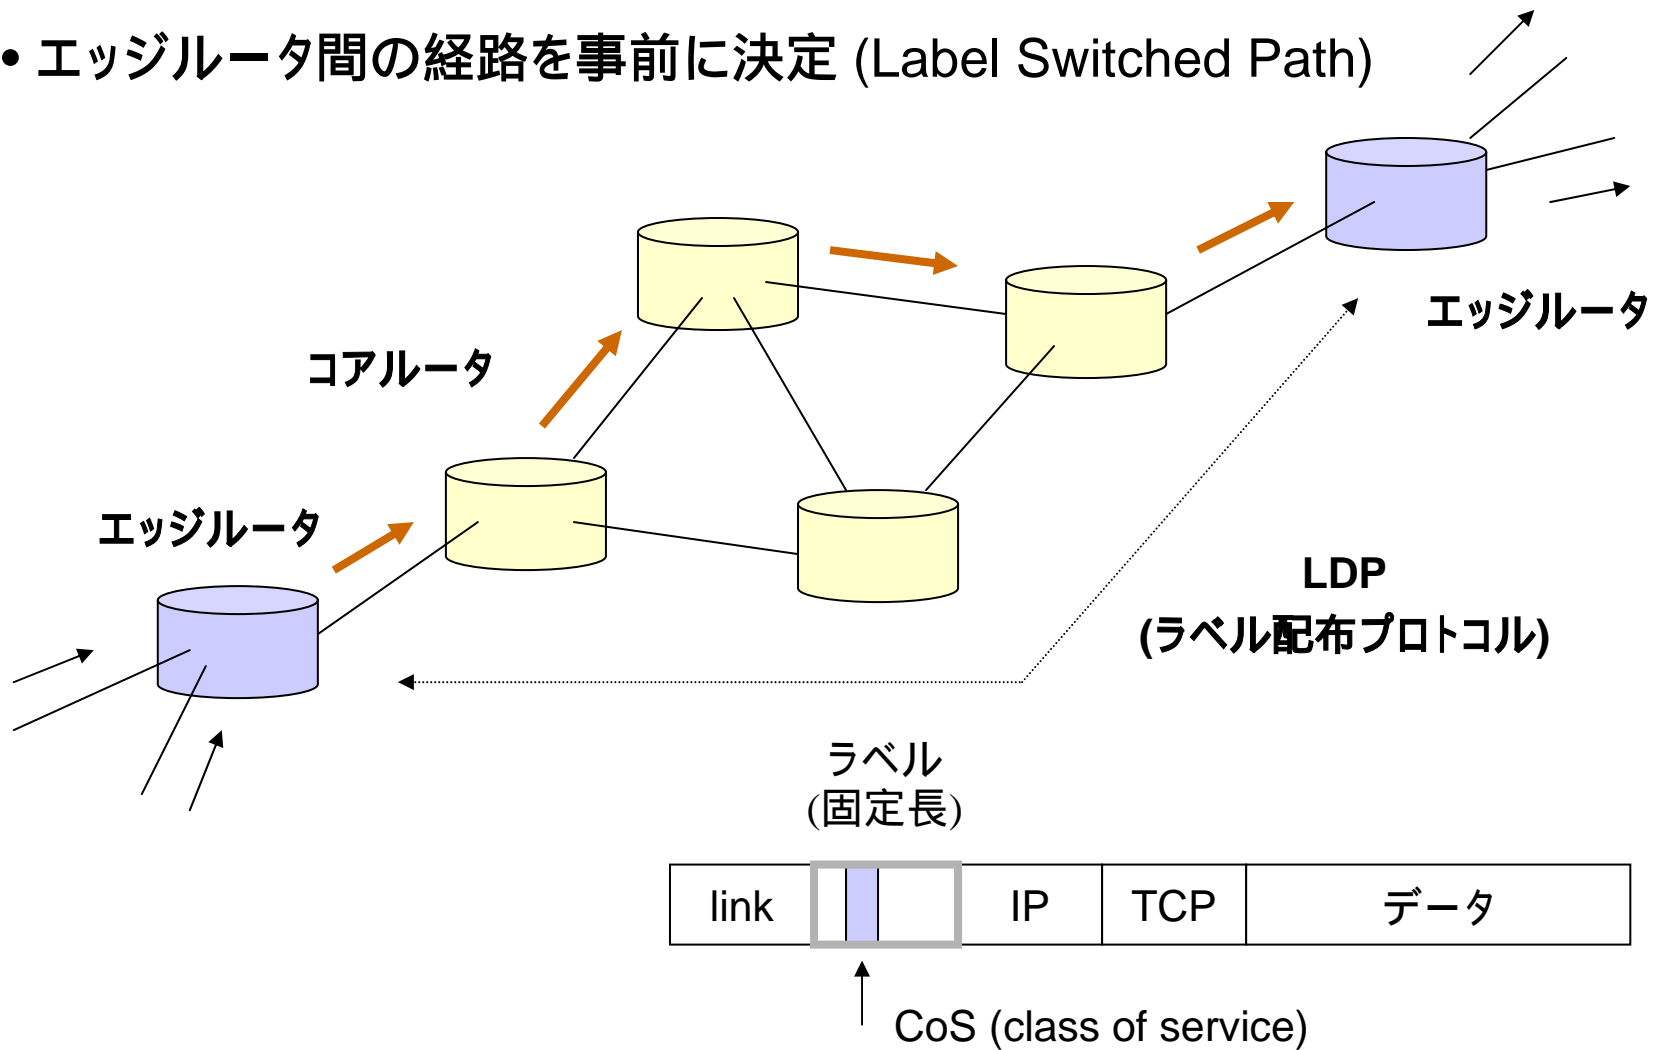 • エッジルータ間の経路を事前に決定 (Label Switched Path)
エッジルータ
コアルータ
エッジルータ
LDP
(ラベル配布プロトコル)
ラベル
(固定長)
link IP TCP データ
CoS (class of service)